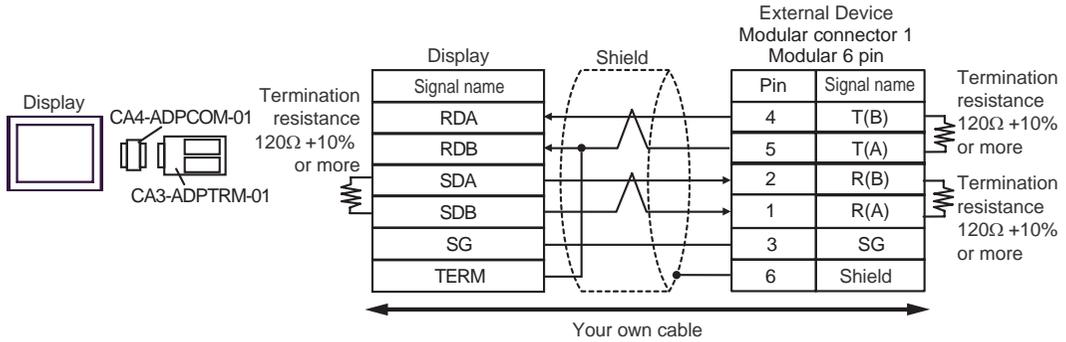 External Device
Modular connector 1
Modular 6 pin
Display
Shield
Display
CA4-ADPCOM-01
CA3-ADPTRM-01
Termination
resistance
120Ω +10%
or more
Signal name
RDA
RDB
SDA
SDB
SG
TERM
Pin Signal name
4 T(B)
5 T(A)
2 R(B)
1 R(A)
3 SG
6 Shield
Termination
resistance
120Ω +10%
or more
Termination
resistance
120Ω +10%
or more
Your own cable